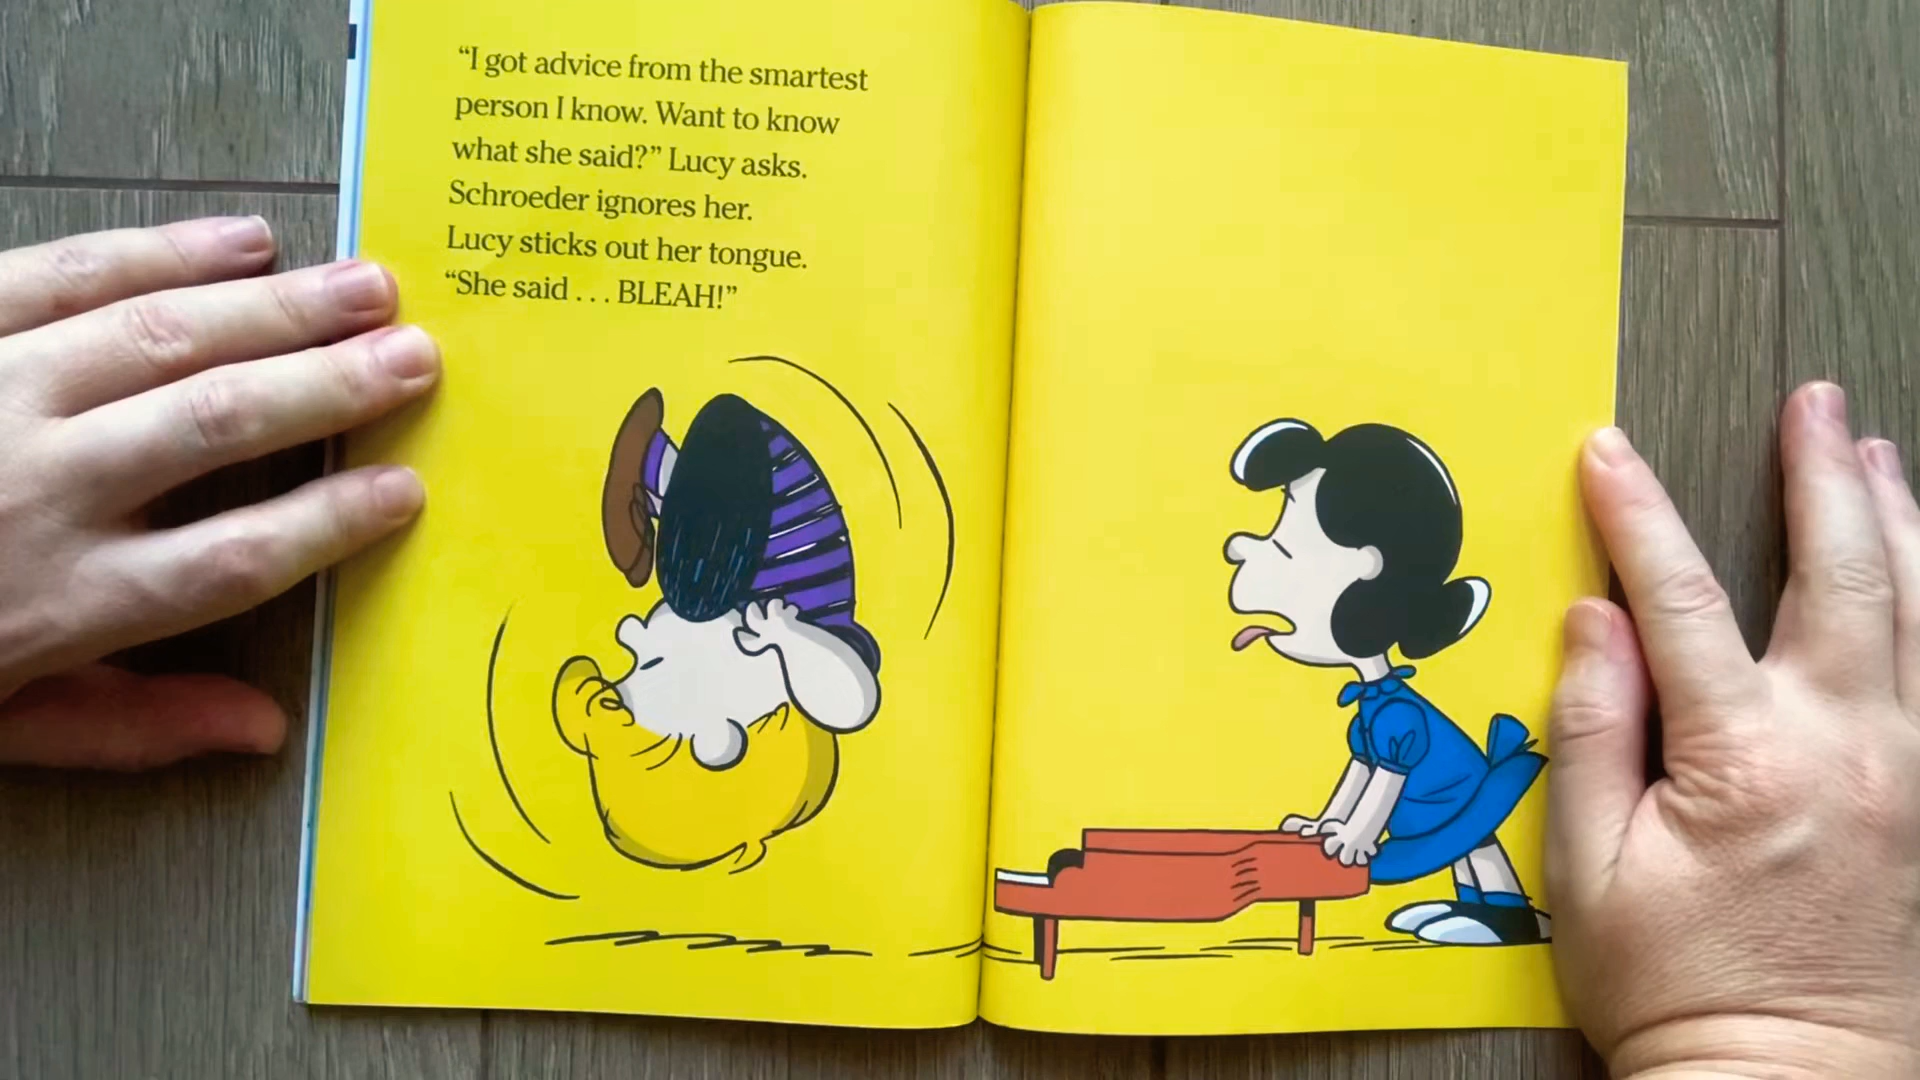 “I got advice from the smartest
person I know. Want to know
what she said?” Lucy asks.
Schroeder ignores her.
Lucy sticks out her tongue.
“She said . . . BLEAH!”